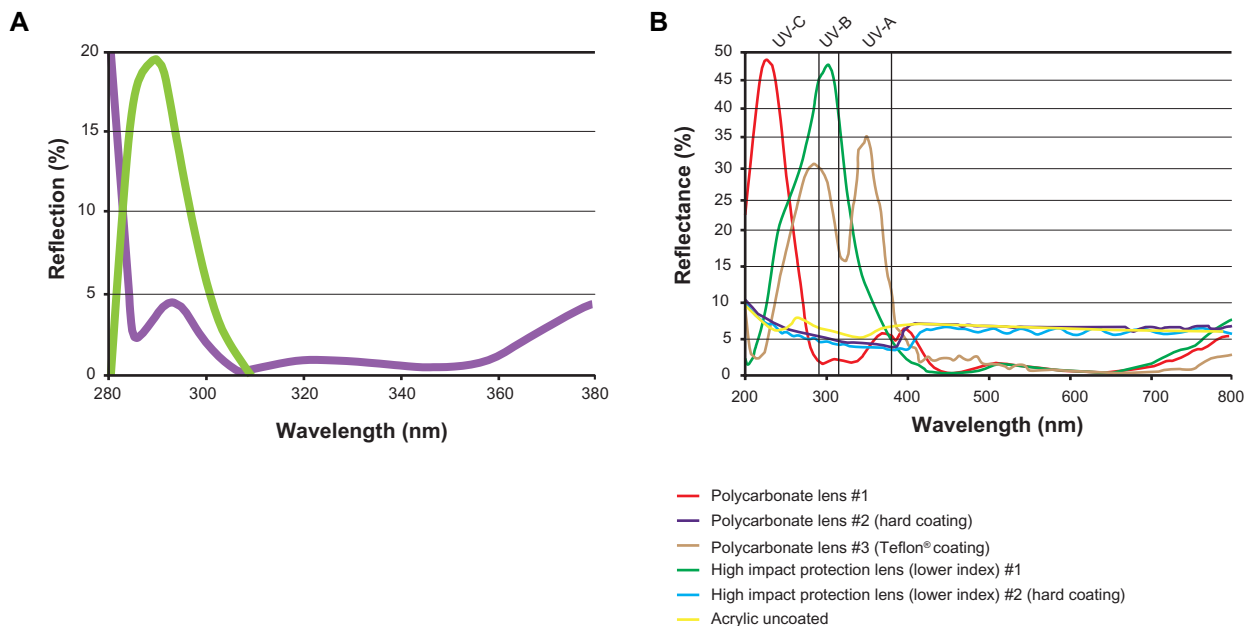 A
Reflection (%)
20
15
10
5
0
280
300
320
340
360
380
Wavelength (nm)
B
UV-C
UV-B
UV-A
Reflectance (%)
50
45
40
35
30
25
20
15
10
5
0
200
300
400
500
600
700
800
Wavelength (nm)
Polycarbonate lens #1
Polycarbonate lens #2 (hard coating)
Polycarbonate lens #3 (Teflon® coating)
High impact protection lens (lower index) #1
High impact protection lens (lower index) #2 (hard coating)
Acrylic uncoated